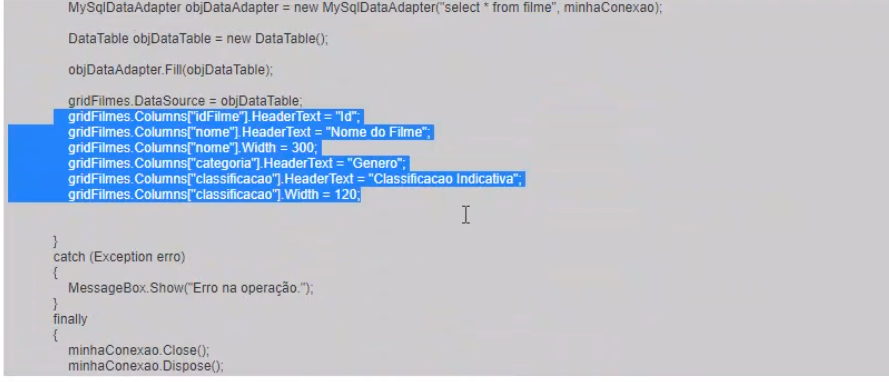 MySqlDataAdapter objDataAdapter = new MySqlDataAdapter("select * from filme", minhaConexao);
DataTable objDataTable = new DataTable();
objDataAdapter.Fill(objDataTable);
gridFilmes.DataSource = objDataTable;
gridFilmes.Columns["idFilme"].HeaderText = "Id";
gridFilmes.Columns["nome"].HeaderText = "Nome do Filme";
gridFilmes.Columns["nome"].Width = 300;
gridFilmes.Columns["categoria"].HeaderText = "Genero";
gridFilmes.Columns["classificacao"].HeaderText = "Classificacao Indicativa";
gridFilmes.Columns["classificacao"].Width = 120;
}
catch (Exception erro)
{
MessageBox.Show("Erro na operação.");
}
finally
{
minhaConexao.Close();
minhaConexao.Dispose();